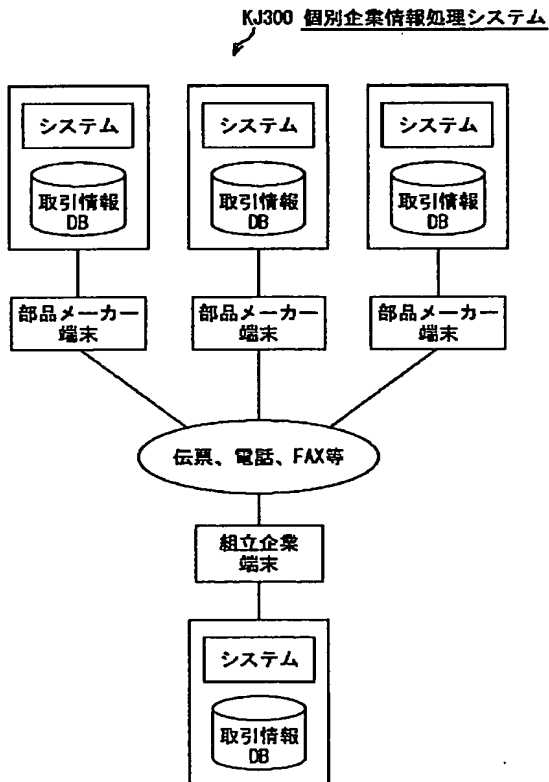 KJ300 個別企業情報処理システム
システム
取引情報
DB
システム
取引情報
DB
システム
取引情報
DB
部品メーカー
端末
部品メーカー
端末
部品メーカー
端末
伝票、電話、FAX等
組立企業
端末
システム
取引情報
DB